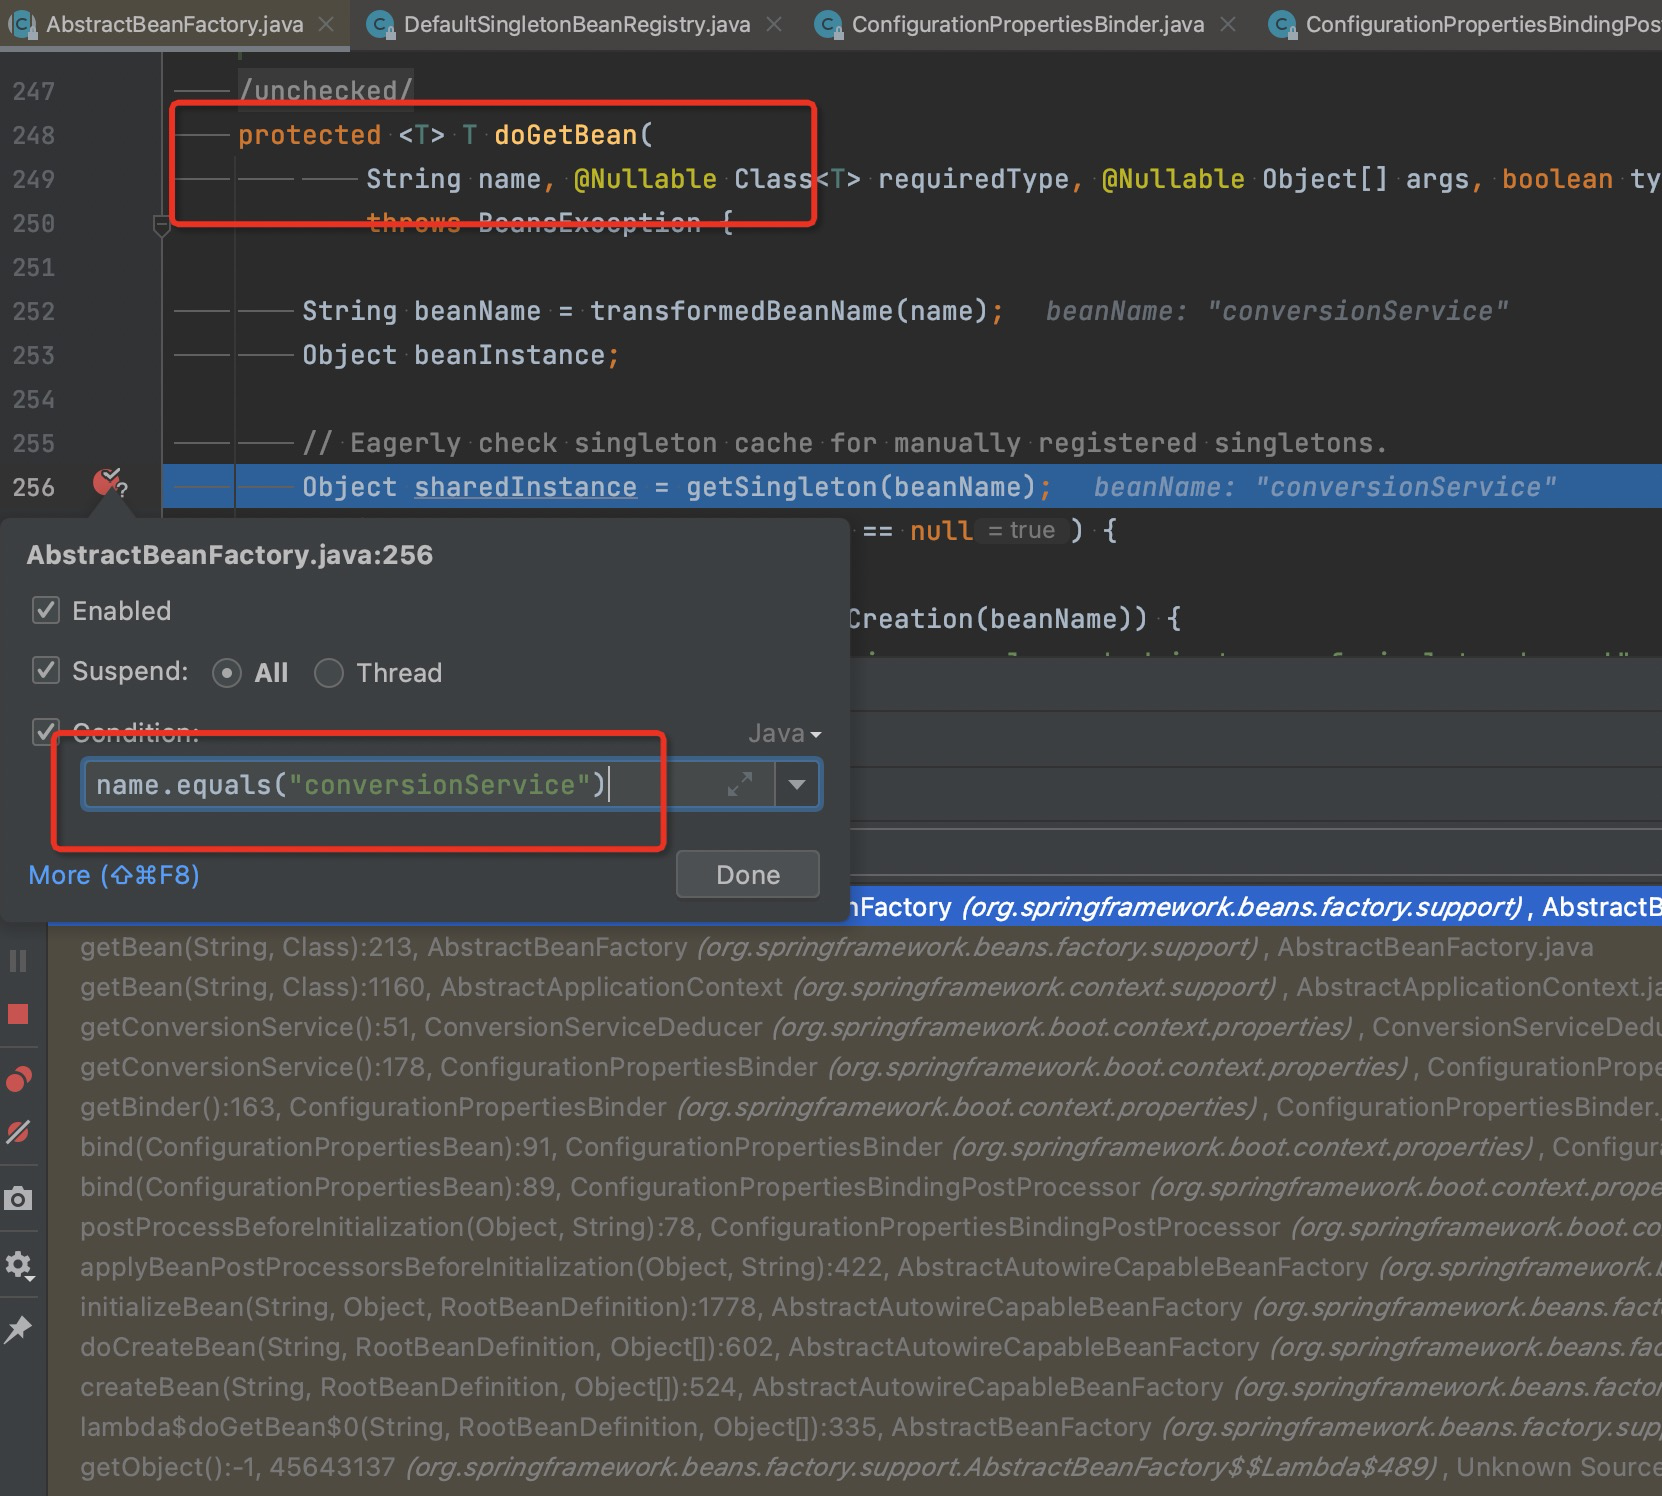 AbstractBeanFactory.java DefaultSingletonBeanRegistry.java ConfigurationPropertiesBinder.java ConfigurationPropertiesBindingPos
247 /unchecked/
248 protected <T> T doGetBean(
249 String name, @Nullable Class<T> requiredType, @Nullable Object[] args, boolean ty
250 throws BeansException {
251
252 String beanName = transformedBeanName(name); beanName: "conversionService"
253 Object beanInstance;
254
255 // Eagerly check singleton cache for manually registered singletons.
256 Object sharedInstance = getSingleton(beanName); beanName: "conversionService"
== null = true ) {
Creation(beanName)) {
AbstractBeanFactory.java:256
Enabled
Suspend: All Thread
Condition: Java
name.equals("conversionService")
More (⇧⌘F8) Done
nFactory (org.springframework.beans.factory.support), AbstractB
getBean(String, Class):213, AbstractBeanFactory (org.springframework.beans.factory.support), AbstractBeanFactory.java
getBean(String, Class):1160, AbstractApplicationContext (org.springframework.context.support), AbstractApplicationContext.ja
getConversionService():51, ConversionServiceDeducer (org.springframework.boot.context.properties), ConversionServiceDedu
getConversionService():178, ConfigurationPropertiesBinder (org.springframework.boot.context.properties), ConfigurationPrope
getBinder():163, ConfigurationPropertiesBinder (org.springframework.boot.context.properties), ConfigurationPropertiesBinder.
bind(ConfigurationPropertiesBean):91, ConfigurationPropertiesBinder (org.springframework.boot.context.properties), Configura
bind(ConfigurationPropertiesBean):89, ConfigurationPropertiesBindingPostProcessor (org.springframework.boot.context.prope
postProcessBeforeInitialization(Object, String):78, ConfigurationPropertiesBindingPostProcessor (org.springframework.boot.co
applyBeanPostProcessorsBeforeInitialization(Object, String):422, AbstractAutowireCapableBeanFactory (org.springframework.b
initializeBean(String, Object, RootBeanDefinition):1778, AbstractAutowireCapableBeanFactory (org.springframework.beans.fact
doCreateBean(String, RootBeanDefinition, Object[]):602, AbstractAutowireCapableBeanFactory (org.springframework.beans.fac
createBean(String, RootBeanDefinition, Object[]):524, AbstractAutowireCapableBeanFactory (org.springframework.beans.factor
lambda$doGetBean$0(String, RootBeanDefinition, Object[]):335, AbstractBeanFactory (org.springframework.beans.factory.supp
getObject():-1, 45643137 (org.springframework.beans.factory.support.AbstractBeanFactory$$Lambda$489), Unknown Source